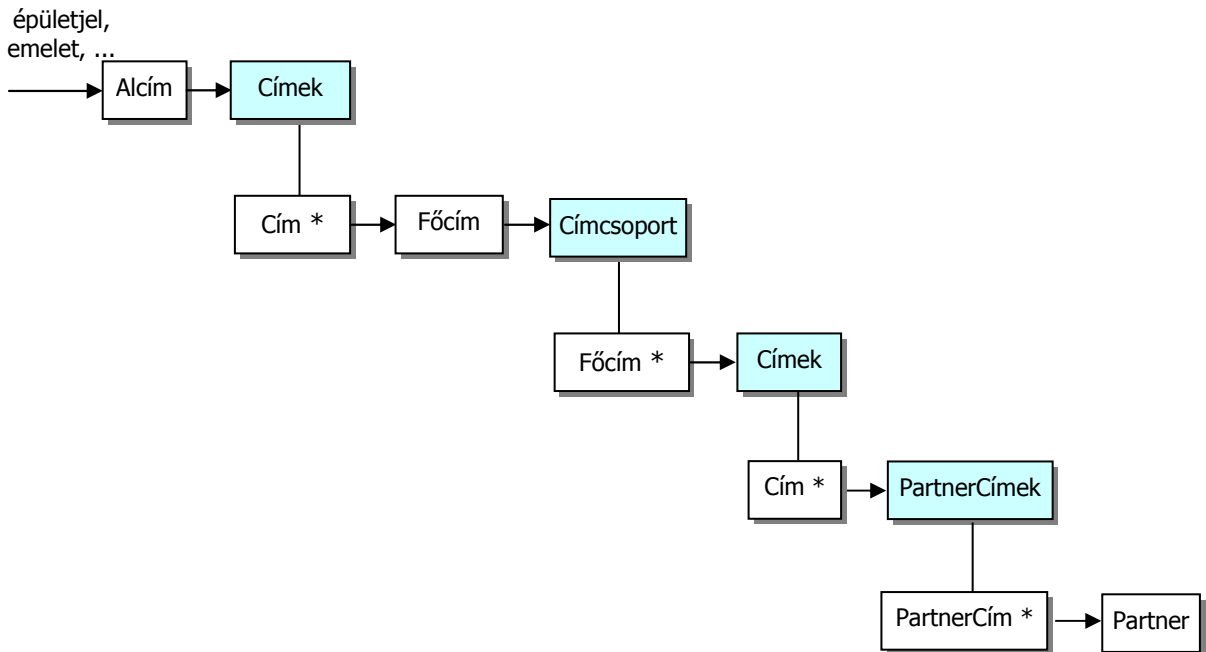 épületjel,
emelet, ...
Alcím
Címek
Cím *
Főcím
Címcsoport
Főcím *
Címek
Cím *
PartnerCímek
PartnerCím *
Partner